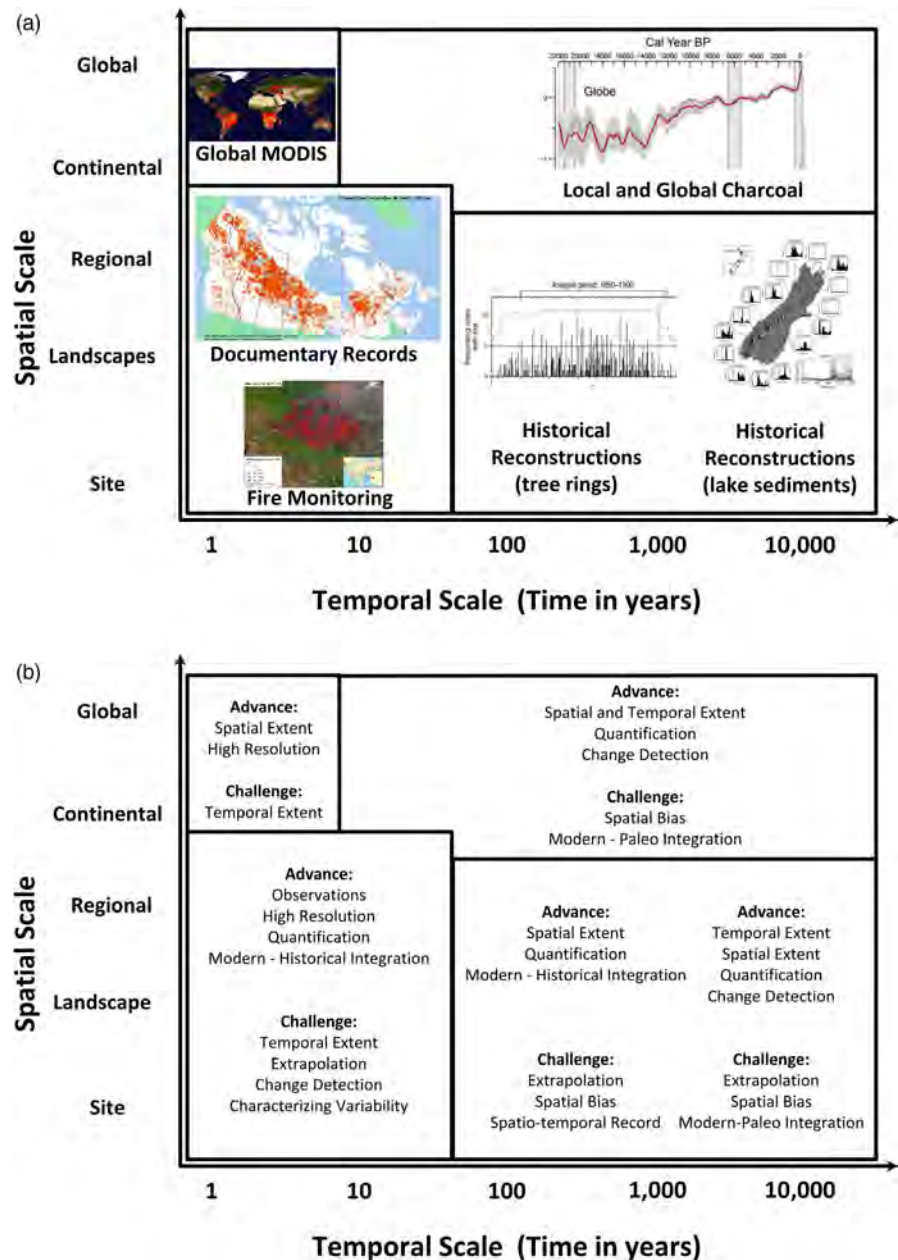 (a)
Global
Continental
Regional
Landscapes
Site
Spatial Scale
Global MODIS
Cal Year BP
Globe
Local and Global Charcoal
Documentary Records
Fire Monitoring
Historical
Reconstructions
(tree rings)
Historical
Reconstructions
(lake sediments)
1
10
100
1,000
10,000
Temporal Scale (Time in years)
(b)
Global
Continental
Regional
Landscape
Site
Spatial Scale
Advance:
Spatial Extent
High Resolution
Challenge:
Temporal Extent
Advance:
Spatial and Temporal Extent
Quantification
Change Detection
Challenge:
Spatial Bias
Modern - Paleo Integration
Advance:
Observations
High Resolution
Quantification
Modern - Historical Integration
Challenge:
Temporal Extent
Extrapolation
Change Detection
Characterizing Variability
Advance:
Spatial Extent
Quantification
Modern - Historical Integration
Challenge:
Extrapolation
Spatial Bias
Spatio-temporal Record
Advance:
Temporal Extent
Spatial Extent
Quantification
Change Detection
Challenge:
Extrapolation
Spatial Bias
Modern-Paleo Integration
1
10
100
1,000
10,000
Temporal Scale (Time in years)